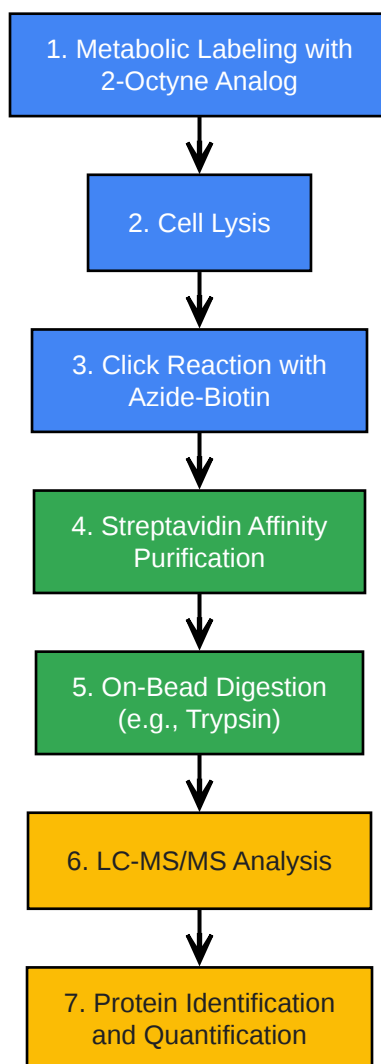 1. Metabolic Labeling with
2-Octyne Analog
2. Cell Lysis
3. Click Reaction with
Azide-Biotin
4. Streptavidin Affinity
Purification
5. On-Bead Digestion
(e.g., Trypsin)
6. LC-MS/MS Analysis
7. Protein Identification
and Quantification